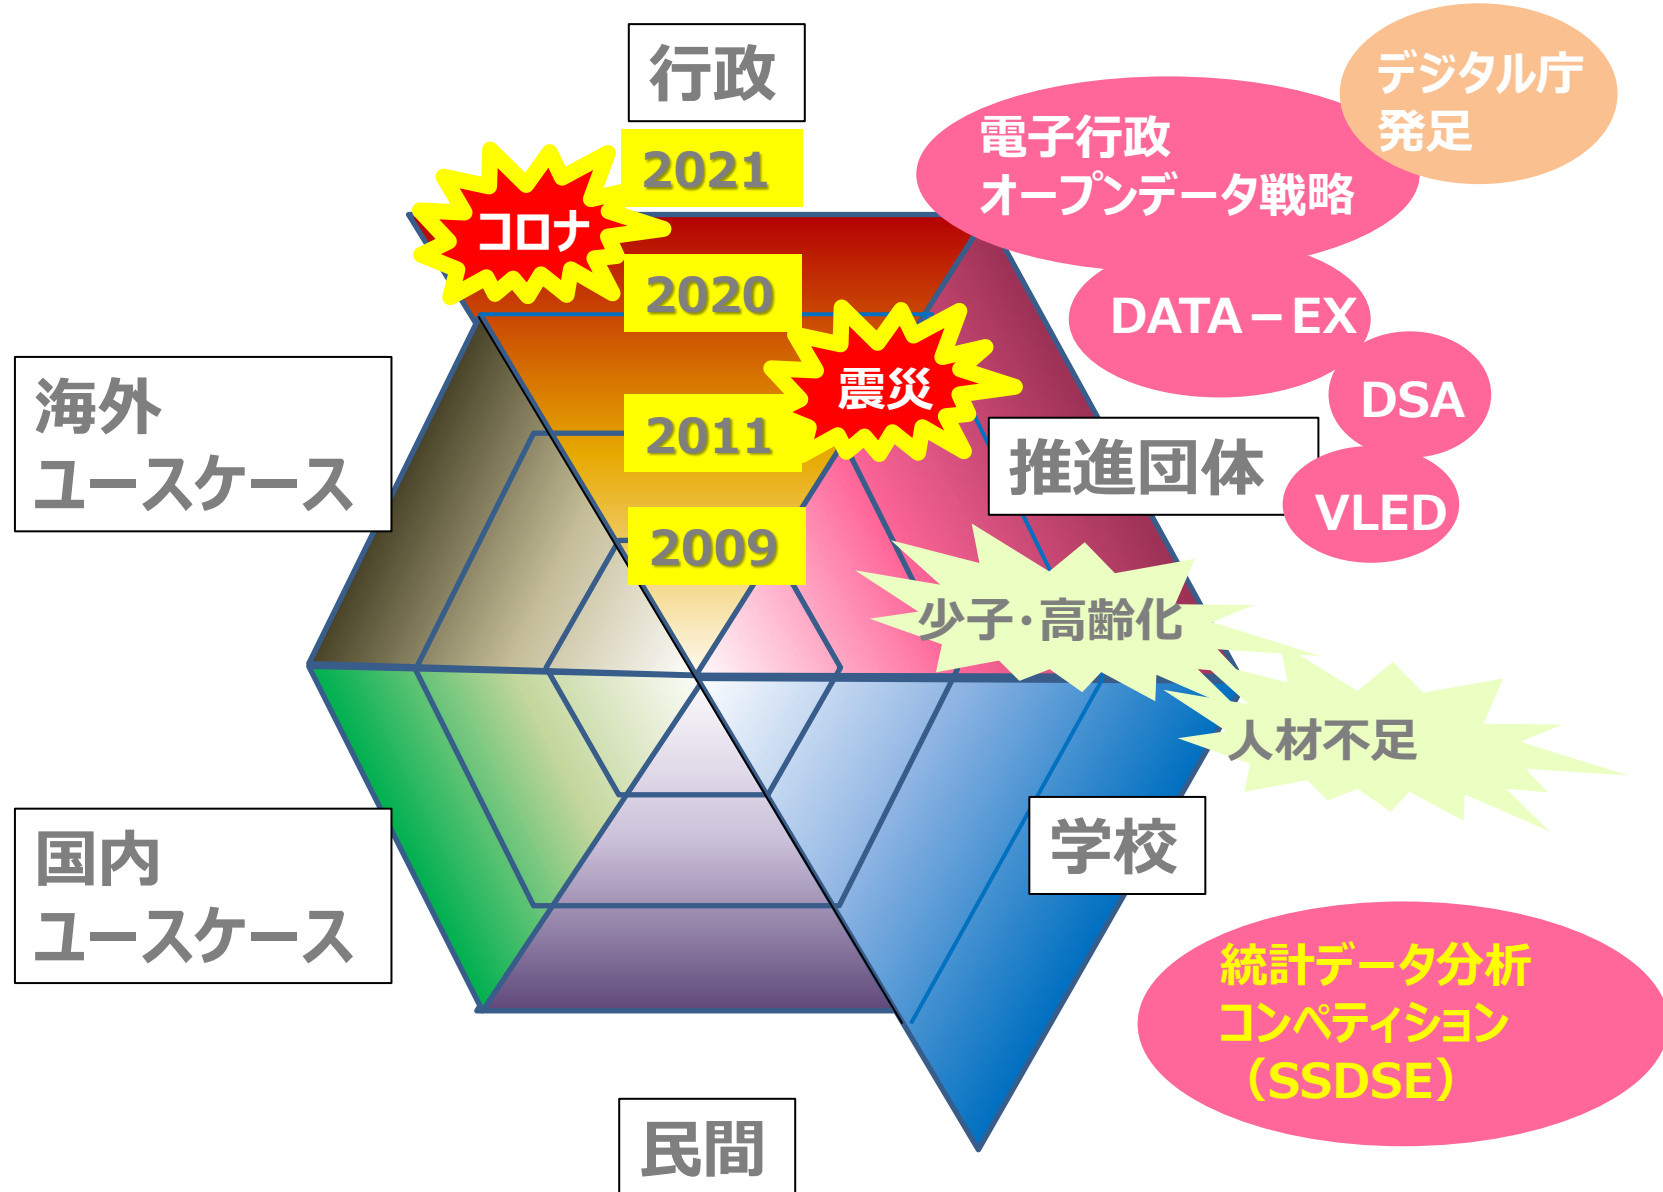 行政
デジタル庁
発足
電子行政
オープンデータ戦略
2021
コロナ
2020
DATA－EX
震災
DSA
海外
ユースケース
2011
推進団体
VLED
2009
少子・高齢化
人材不足
国内
ユースケース
学校
統計データ分析
コンペティション
（SSDSE）
民間